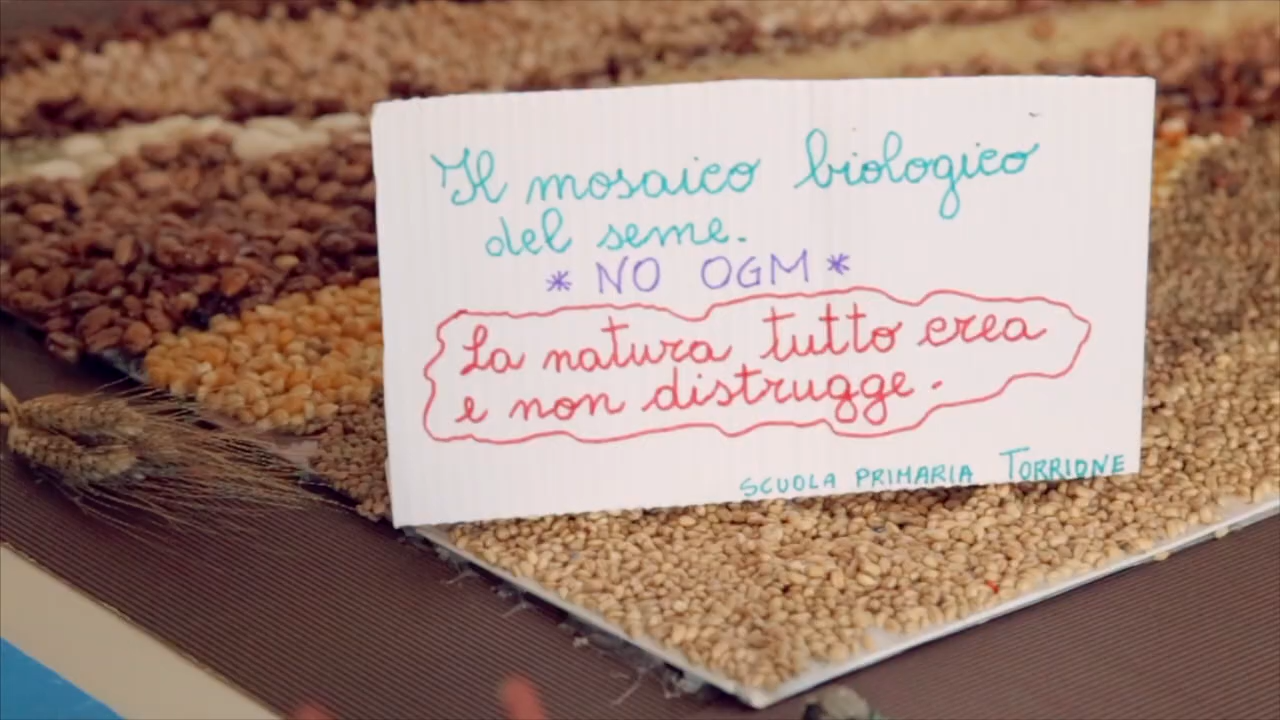 Il mosaico biologico
del seme.
* NO OGM *
La natura tutto crea
e non distrugge.
SCUOLA PRIMARIA TORRIONE